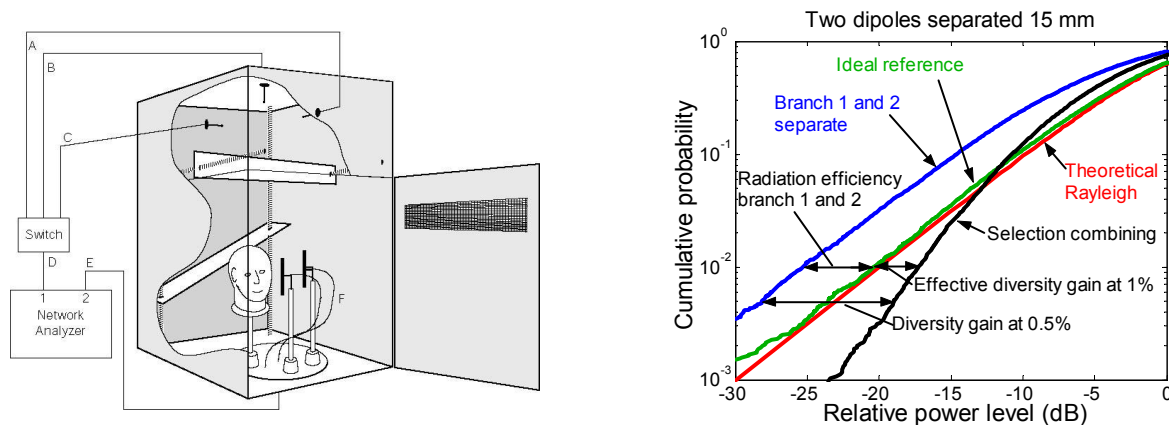 A
B
C
Switch
D
E
1 2
Network
Analyzer
F
Two dipoles separated 15 mm
Cumulative probability
10^0
10^-1
10^-2
10^-3
Ideal reference
Branch 1 and 2
separate
Radiation efficiency
branch 1 and 2
Theoretical
Rayleigh
Selection combining
Effective diversity gain at 1%
Diversity gain at 0.5%
-30 -25 -20 -15 -10 -5 0
Relative power level (dB)